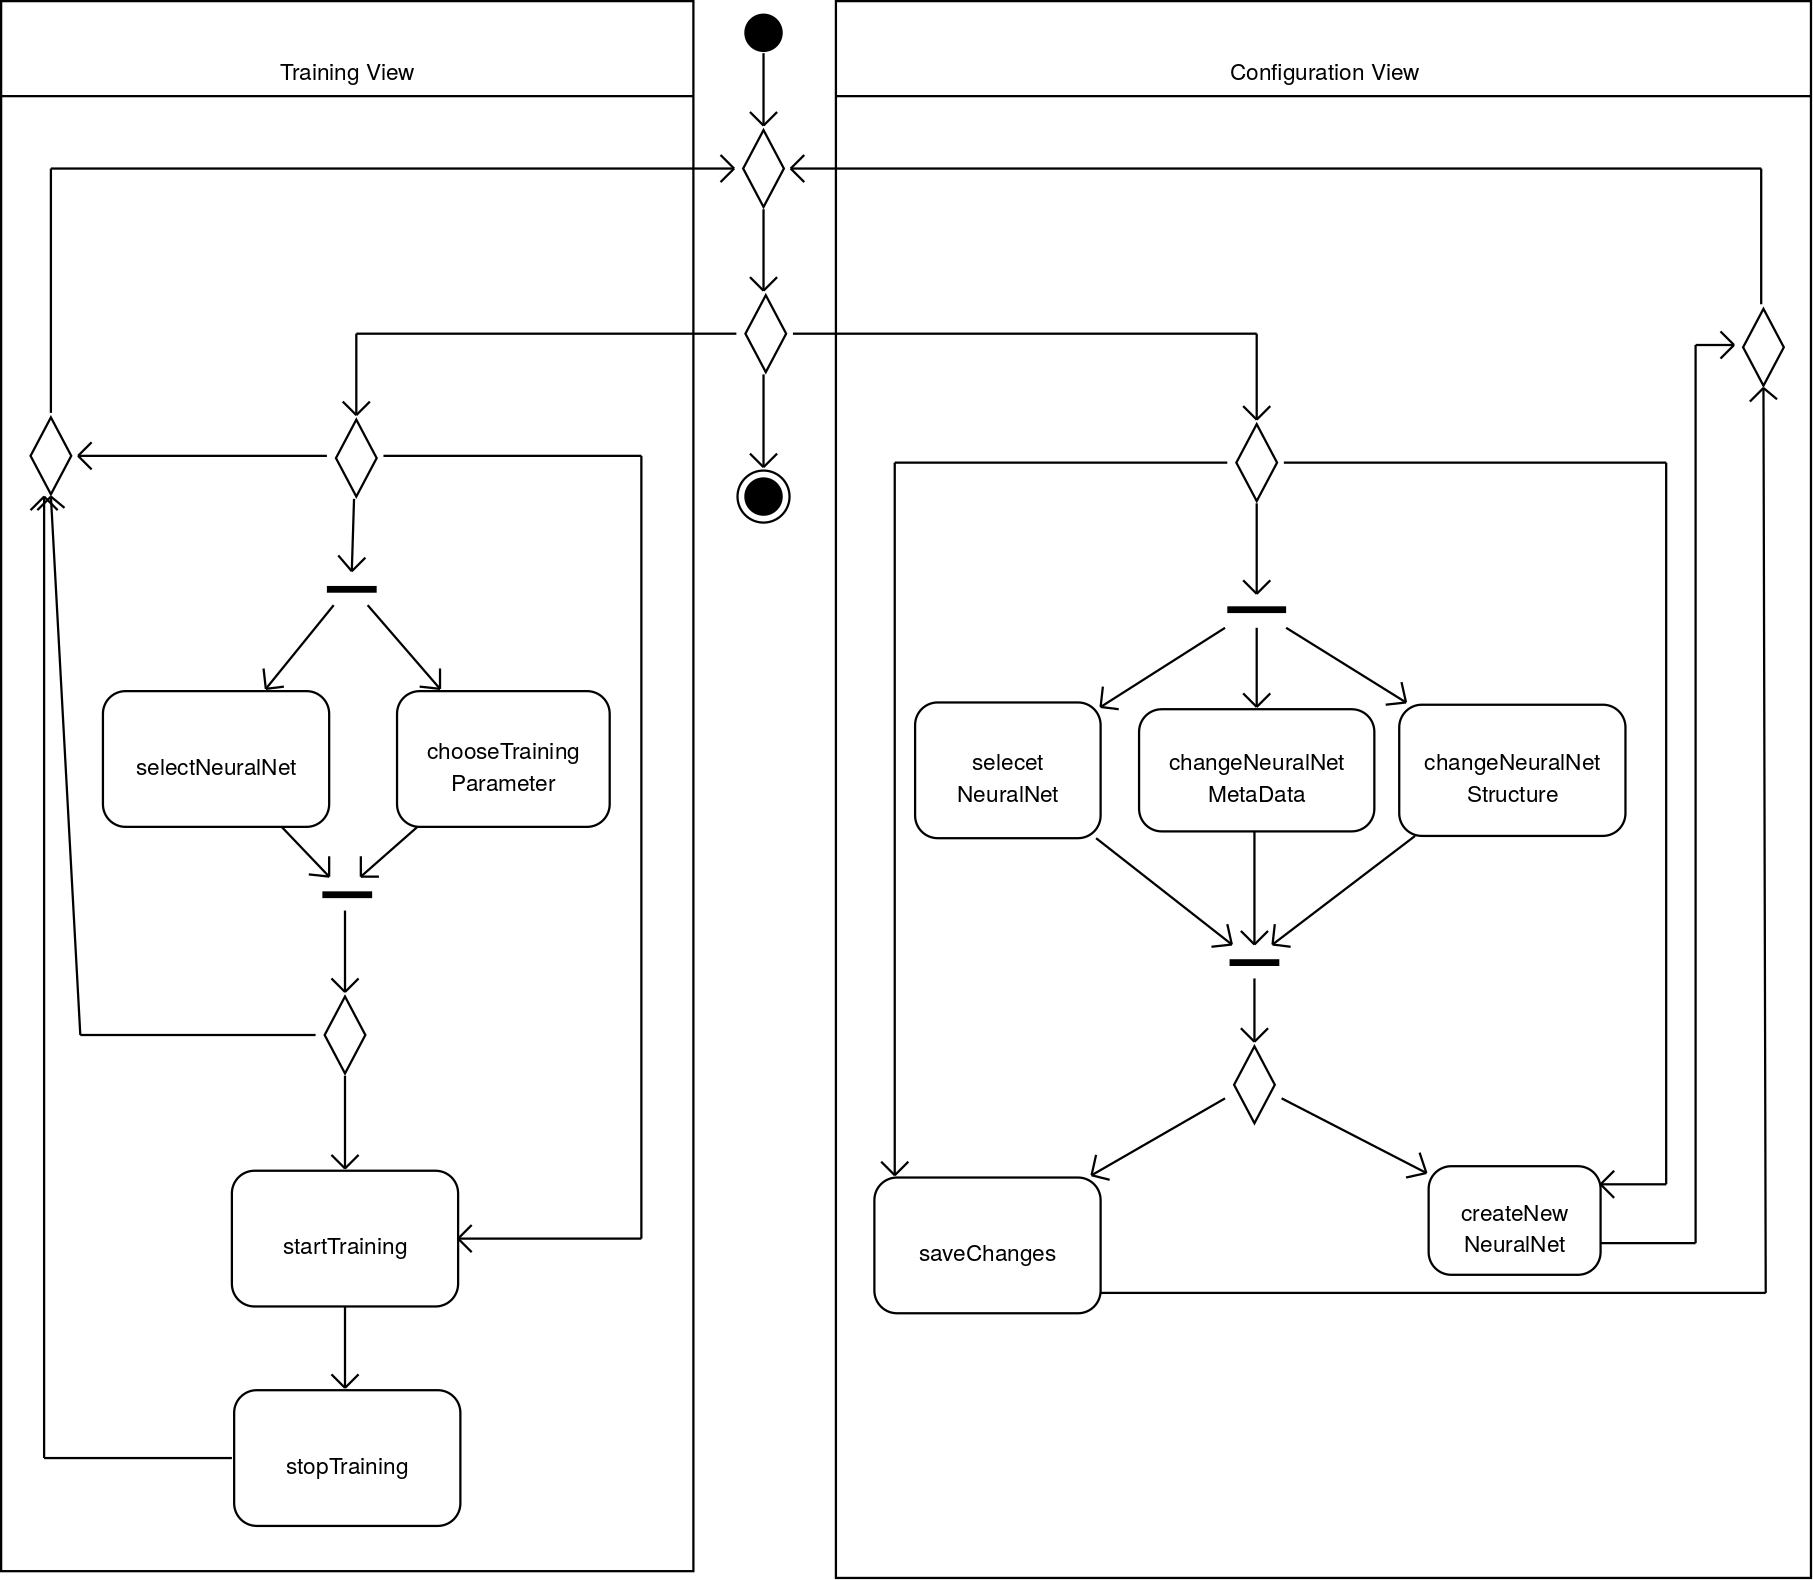 Training View
Configuration View
selectNeuralNet
chooseTraining
Parameter
selecet
NeuralNet
changeNeuralNet
MetaData
changeNeuralNet
Structure
startTraining
saveChanges
createNew
NeuralNet
stopTraining